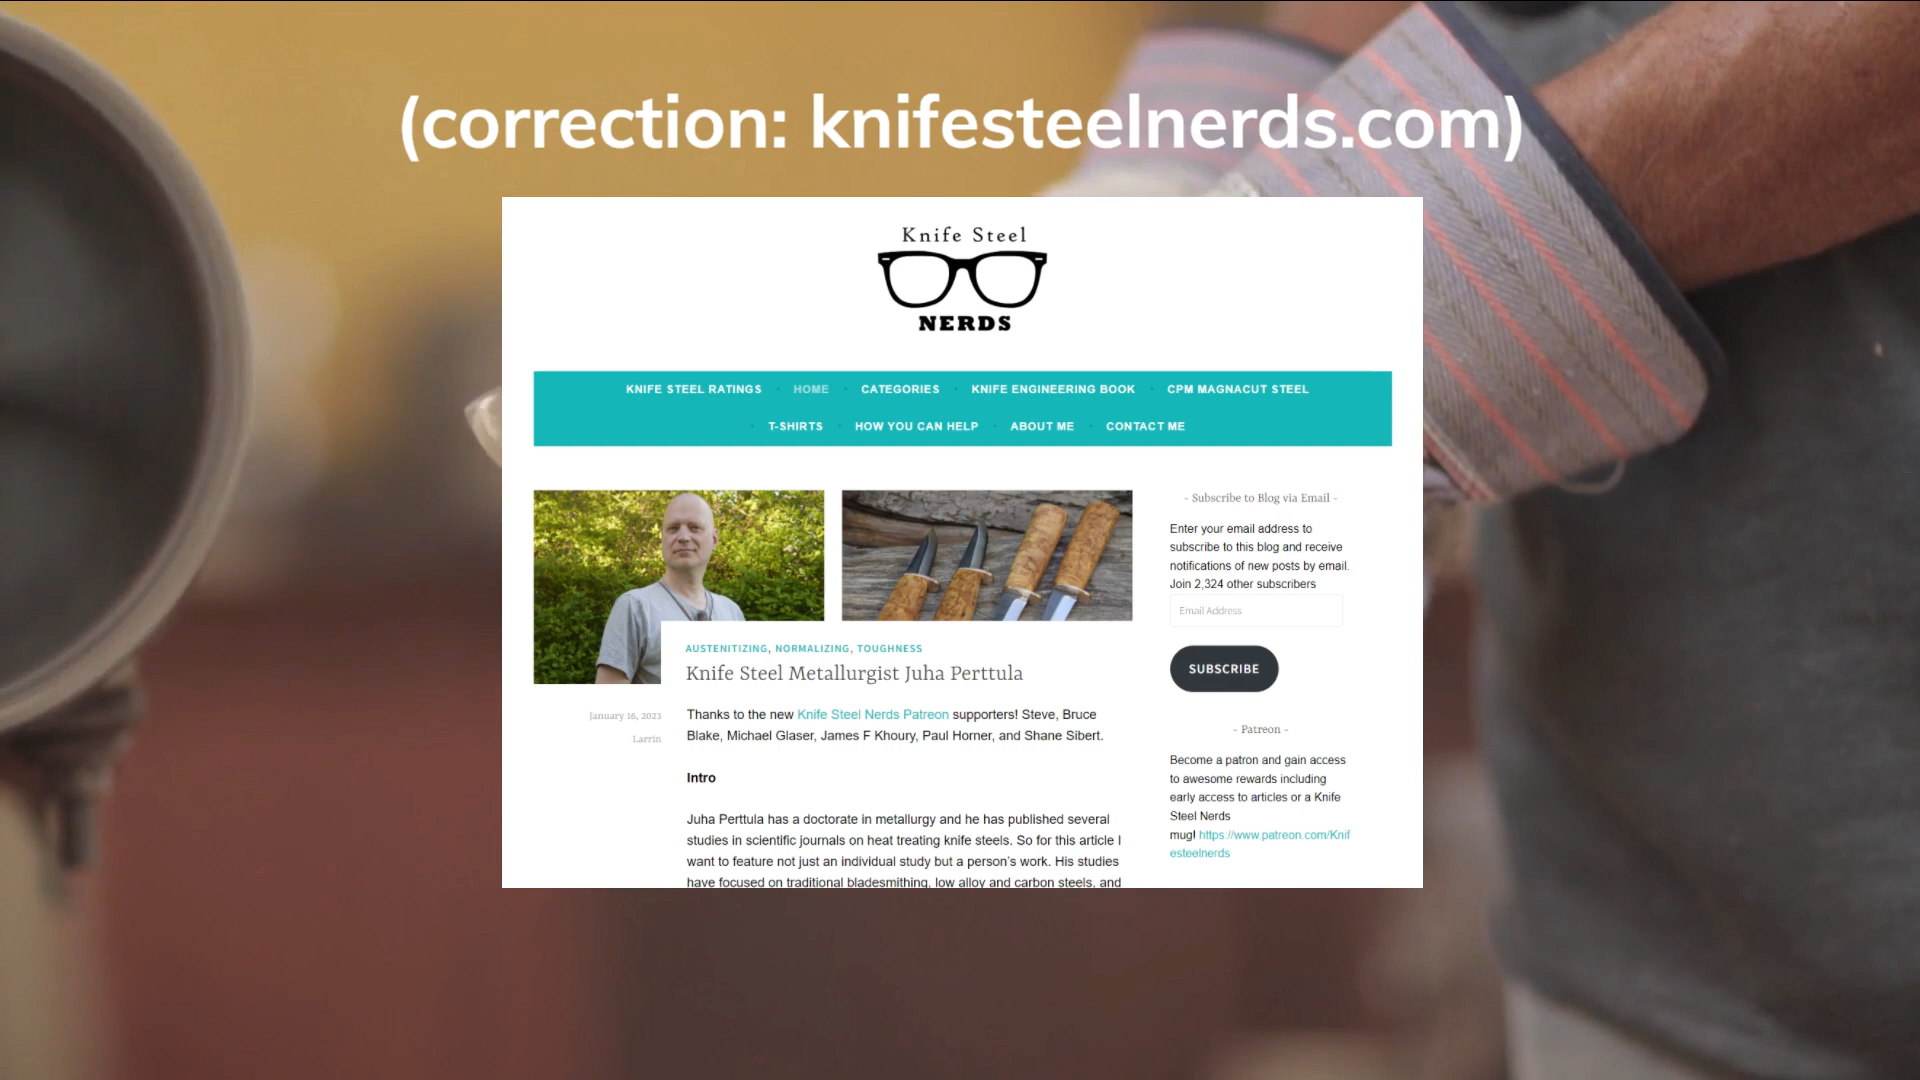 (correction: knifesteelnerds.com)
Knife Steel
NERDS
KNIFE STEEL RATINGS · HOME · CATEGORIES · KNIFE ENGINEERING BOOK · CPM MAGNACUT STEEL
· T-SHIRTS · HOW YOU CAN HELP · ABOUT ME · CONTACT ME
AUSTENITIZING, NORMALIZING, TOUGHNESS
Knife Steel Metallurgist Juha Perttula
January 16, 2023
Larrin
Thanks to the new Knife Steel Nerds Patreon supporters! Steve, Bruce
Blake, Michael Glaser, James F Khoury, Paul Horner, and Shane Sibert.
Intro
Juha Perttula has a doctorate in metallurgy and he has published several
studies in scientific journals on heat treating knife steels. So for this article I
want to feature not just an individual study but a person's work. His studies
have focused on traditional bladesmithing, low alloy and carbon steels, and
- Subscribe to Blog via Email -
Enter your email address to
subscribe to this blog and receive
notifications of new posts by email.
Join 2,324 other subscribers
Email Address
SUBSCRIBE
- Patreon -
Become a patron and gain access
to awesome rewards including
early access to articles or a Knife
Steel Nerds
mug! https://www.patreon.com/Knif
esteelnerds